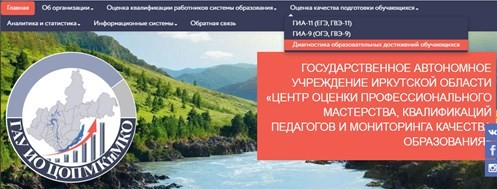 Главная Об организации Оценка квалификации работников системы образования Оценка качества подготовки обучающихся
Аналитика и статистика Информационные системы Обратная связь
ГИА-11 (ЕГЭ, ГВЭ-11)
ГИА-9 (ОГЭ, ГВЭ-9)
Диагностика образовательных достижений обучающихся
ГОСУДАРСТВЕННОЕ АВТОНОМНОЕ
УЧРЕЖДЕНИЕ ИРКУТСКОЙ ОБЛАСТИ
«ЦЕНТР ОЦЕНКИ ПРОФЕССИОНАЛЬНОГО
МАСТЕРСТВА, КВАЛИФИКАЦИЙ
ПЕДАГОГОВ И МОНИТОРИНГА КАЧЕСТВ
ОБРАЗОВАНИЯ
ГАУ ИО ЦОПМКиМКО